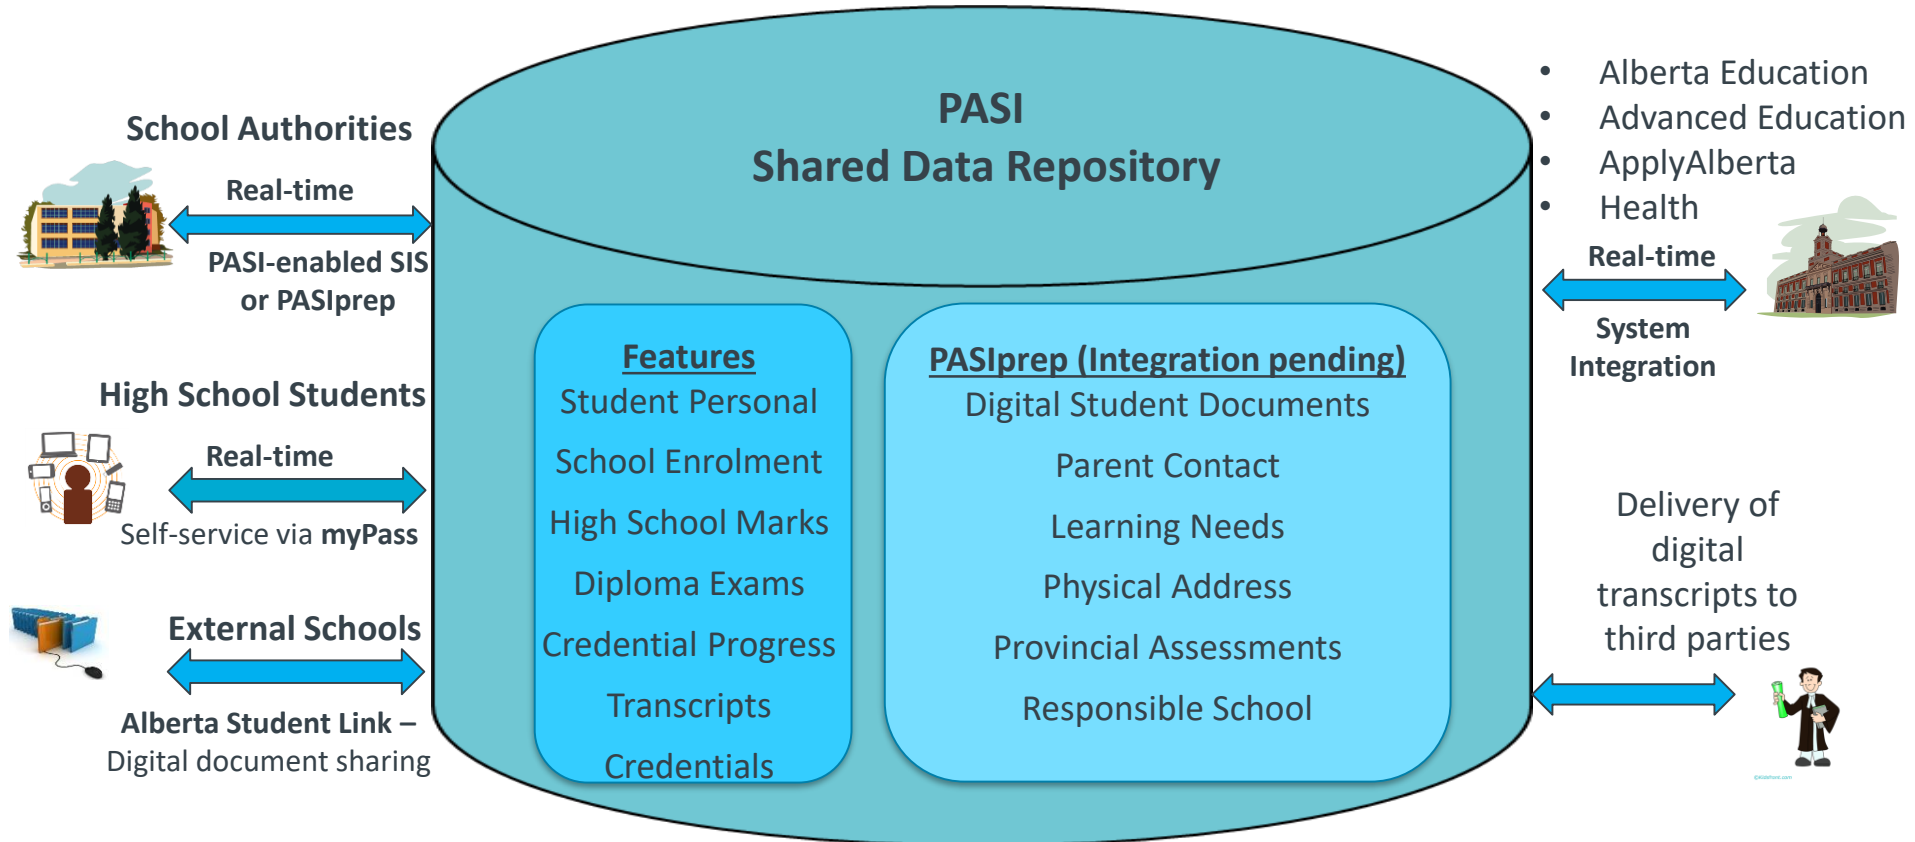 PASI
Shared Data Repository
School Authorities
Real-time
PASI-enabled SIS
or PASIprep
High School Students
Real-time
Self-service via myPass
External Schools
Alberta Student Link –
Digital document sharing
Features
Student Personal
School Enrolment
High School Marks
Diploma Exams
Credential Progress
Transcripts
Credentials
PASIprep (Integration pending)
Digital Student Documents
Parent Contact
Learning Needs
Physical Address
Provincial Assessments
Responsible School
• Alberta Education
• Advanced Education
• ApplyAlberta
• Health
Real-time
System
Integration
Delivery of
digital
transcripts to
third parties